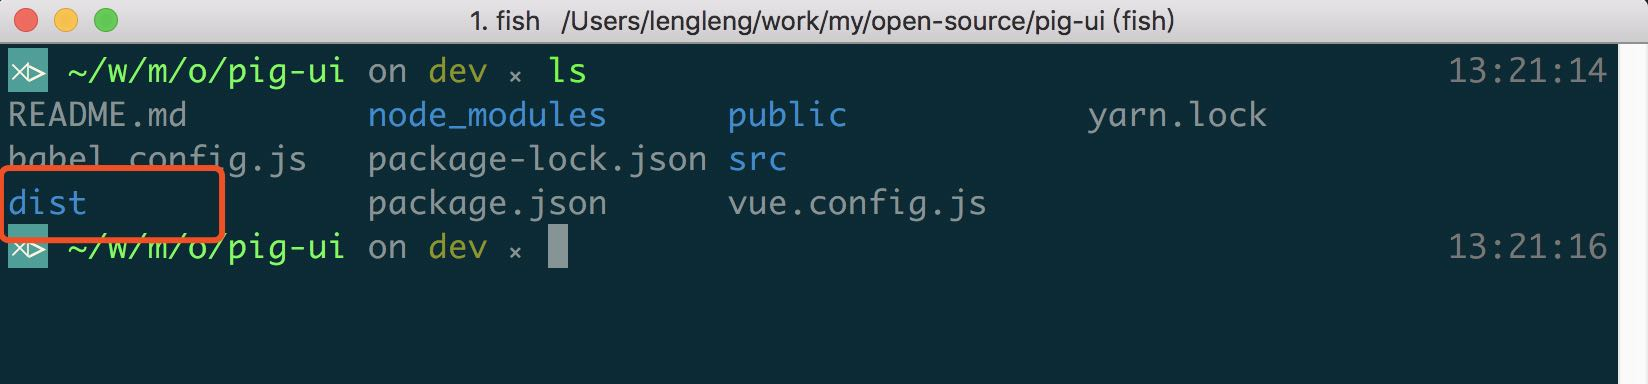 1. fish /Users/lengleng/work/my/open-source/pig-ui (fish)
~/w/m/o/pig-ui on dev × ls 13:21:14
README.md node_modules public yarn.lock
babel.config.js package-lock.json src
dist package.json vue.config.js
~/w/m/o/pig-ui on dev × 13:21:16